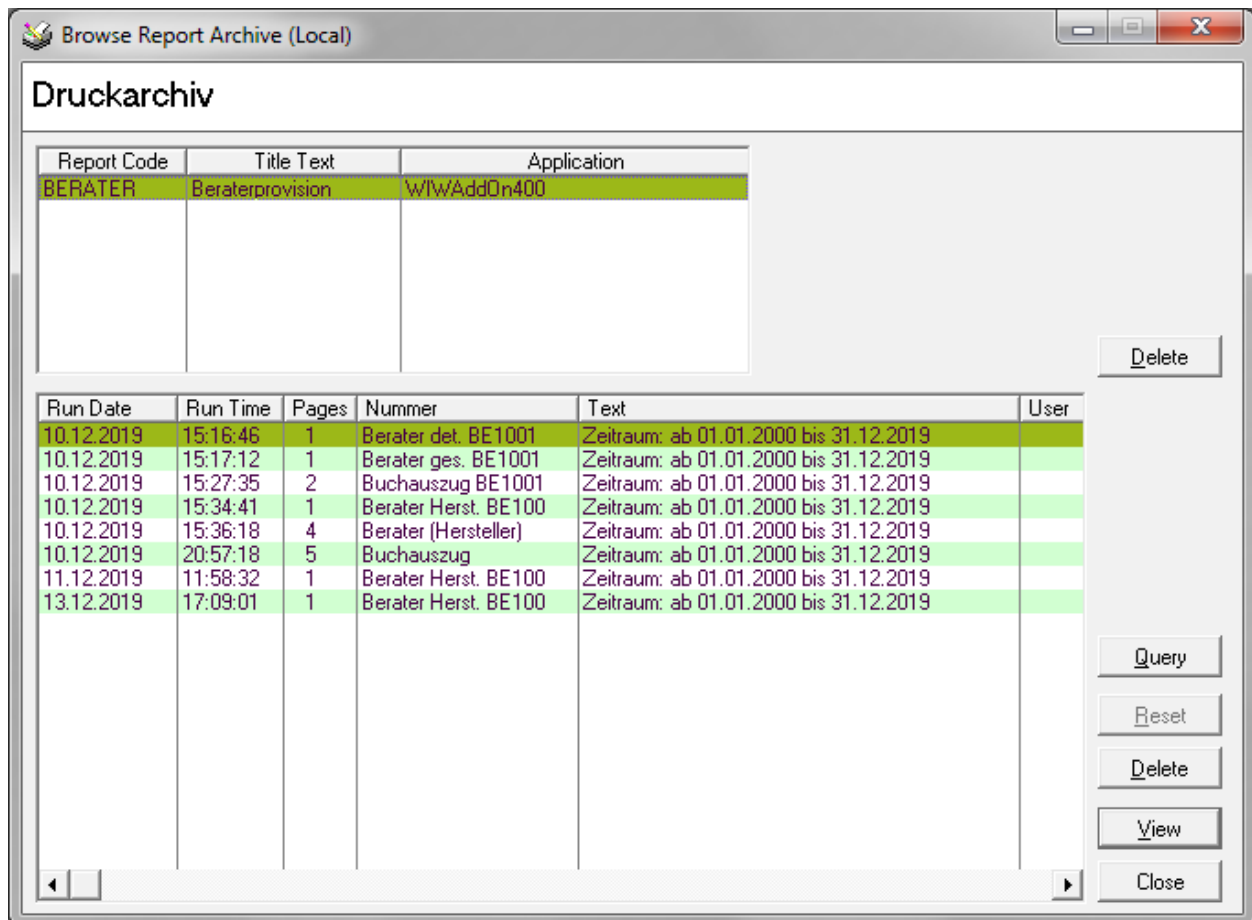 Browse Report Archive (Local)
Druckarchiv
Report Code Title Text Application
BERATER Beraterprovision WIWAddOn400
Delete
Run Date Run Time Pages Nummer Text User
10.12.2019 15:16:46 1 Berater det. BE1001 Zeitraum: ab 01.01.2000 bis 31.12.2019
10.12.2019 15:17:12 1 Berater ges. BE1001 Zeitraum: ab 01.01.2000 bis 31.12.2019
10.12.2019 15:27:35 2 Buchauszug BE1001 Zeitraum: ab 01.01.2000 bis 31.12.2019
10.12.2019 15:34:41 1 Berater Herst. BE100 Zeitraum: ab 01.01.2000 bis 31.12.2019
10.12.2019 15:36:18 4 Berater (Hersteller) Zeitraum: ab 01.01.2000 bis 31.12.2019
10.12.2019 20:57:18 5 Buchauszug Zeitraum: ab 01.01.2000 bis 31.12.2019
11.12.2019 11:58:32 1 Berater Herst. BE100 Zeitraum: ab 01.01.2000 bis 31.12.2019
13.12.2019 17:09:01 1 Berater Herst. BE100 Zeitraum: ab 01.01.2000 bis 31.12.2019
Query
Reset
Delete
View
Close